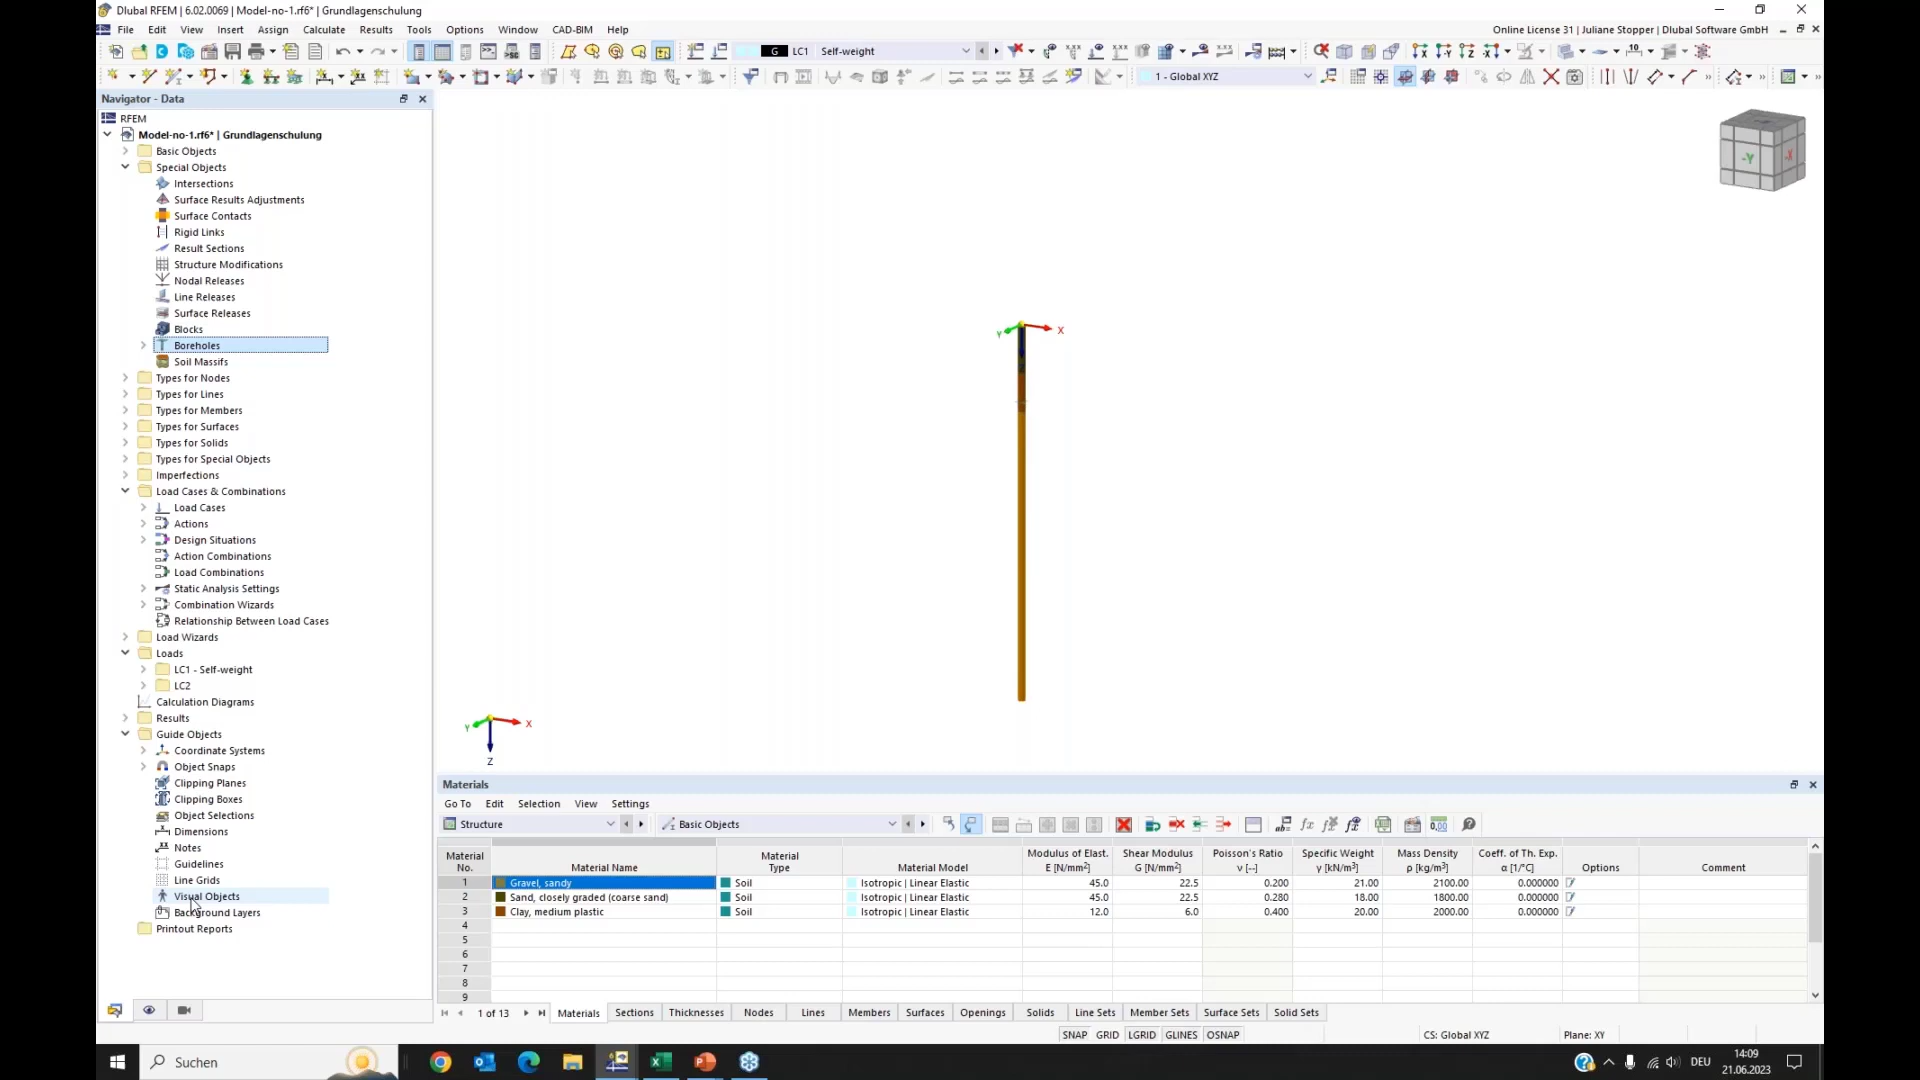 Dlubal RFEM | 6.02.0069 | Model-no-1.rf6* | Grundlagenschulung
File Edit View Insert Assign Calculate Results Tools Options Window CAD-BIM Help
Online License 31 | Juliane Stopper | Dlubal Software GmbH
G LC1 Self-weight
1 - Global XYZ
Navigator - Data
RFEM
Model-no-1.rf6* | Grundlagenschulung
Basic Objects
Special Objects
Intersections
Surface Results Adjustments
Surface Contacts
Rigid Links
Result Sections
Structure Modifications
Nodal Releases
Line Releases
Surface Releases
Blocks
Boreholes
Soil Massifs
Types for Nodes
Types for Lines
Types for Members
Types for Surfaces
Types for Solids
Types for Special Objects
Imperfections
Load Cases & Combinations
Load Cases
Actions
Design Situations
Action Combinations
Load Combinations
Static Analysis Settings
Combination Wizards
Relationship Between Load Cases
Load Wizards
Loads
LC1 - Self-weight
LC2
Calculation Diagrams
Results
Guide Objects
Coordinate Systems
Object Snaps
Clipping Planes
Clipping Boxes
Object Selections
Dimensions
Notes
Guidelines
Line Grids
Visual Objects
Background Layers
Printout Reports
-Y -X
Y X
Y X
Z
Materials
Go To Edit Selection View Settings
Structure Basic Objects
Material No. Material Name Material Type Material Model Modulus of Elast. E [N/mm²] Shear Modulus G [N/mm²] Poisson's Ratio ν [--] Specific Weight γ [kN/m³] Mass Density ρ [kg/m³] Coeff. of Th. Exp. α [1/°C] Options Comment
1 Gravel, sandy Soil Isotropic | Linear Elastic 45.0 22.5 0.200 21.00 2100.00 0.000000
2 Sand, closely graded (coarse sand) Soil Isotropic | Linear Elastic 45.0 22.5 0.280 18.00 1800.00 0.000000
3 Clay, medium plastic Soil Isotropic | Linear Elastic 12.0 6.0 0.400 20.00 2000.00 0.000000
4
5
6
7
8
9
1 of 13 Materials Sections Thicknesses Nodes Lines Members Surfaces Openings Solids Line Sets Member Sets Surface Sets Solid Sets
SNAP GRID LGRID GLINES OSNAP CS: Global XYZ Plane: XY
Suchen
DEU
14:09
21.06.2023